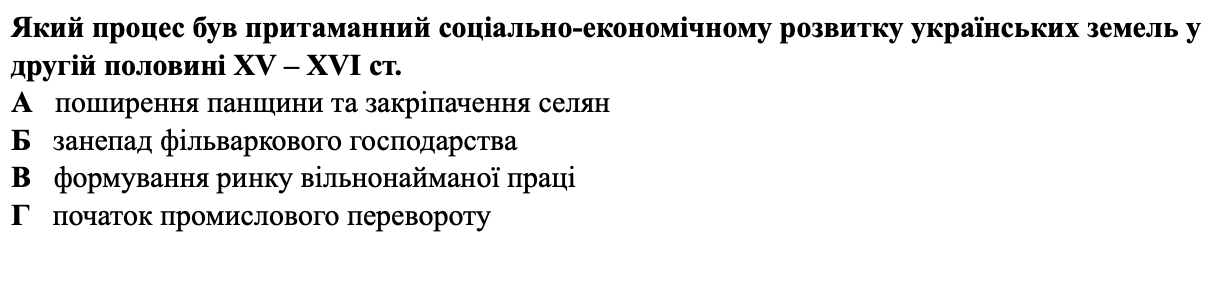 Який процес був притаманний соціально-економічному розвитку українських земель у
другій половині XV – XVI ст.
А поширення панщини та закріпачення селян
Б занепад фільваркового господарства
В формування ринку вільнонайманої праці
Г початок промислового перевороту